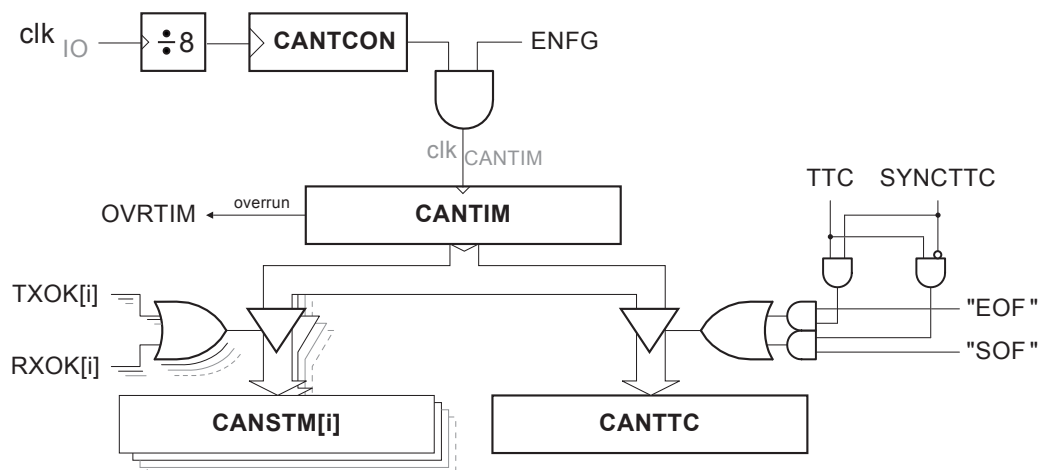 clk IO
÷8
CANTCON
ENFG
clk CANTIM
TTC
SYNCTTC
OVRTIM
overrun
CANTIM
TXOK[i]
"EOF"
RXOK[i]
"SOF"
CANSTM[i]
CANTTC